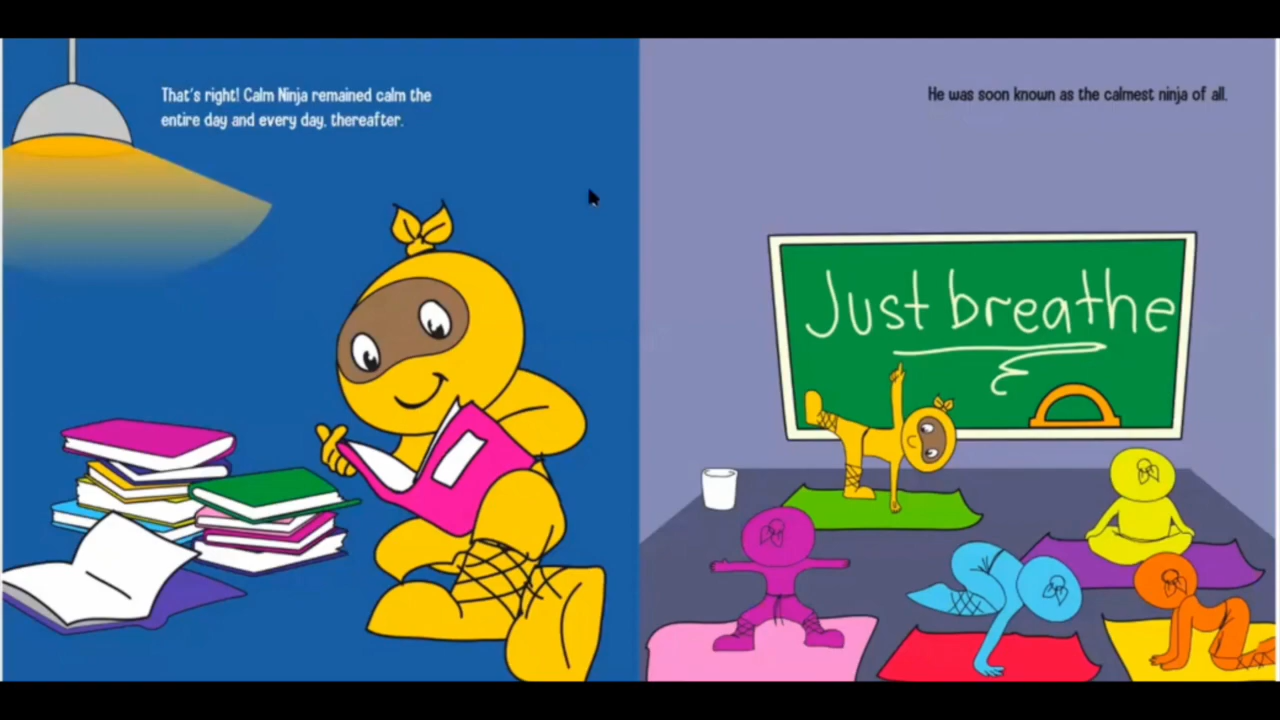 That's right! Calm Ninja remained calm the
entire day and every day, thereafter.
He was soon known as the calmest ninja of all.
Just breathe